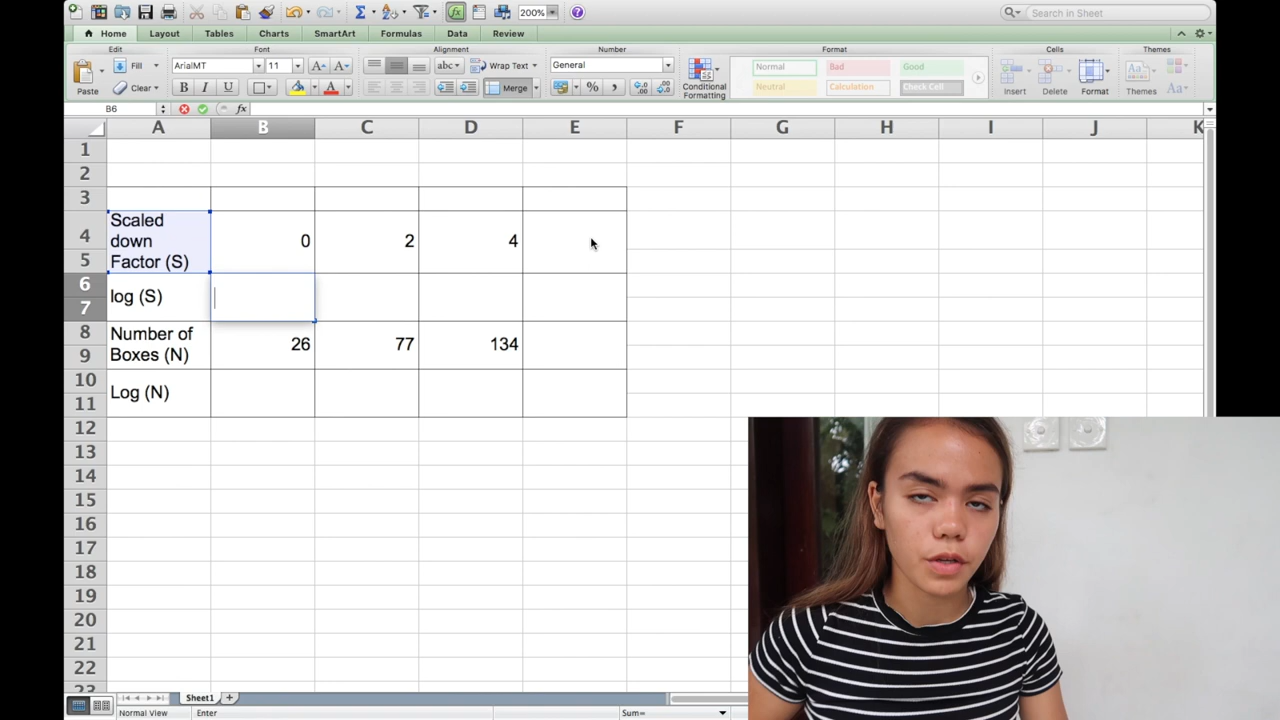 200%
Search in Sheet
Home Layout Tables Charts SmartArt Formulas Data Review
Edit Font Alignment Number Format Cells Themes
Fill ArialMT 11 abc Wrap Text General Normal Bad Good
Paste Clear B I U A Merge % Conditional Formatting Neutral Calculation Check Cell Insert Delete Format Themes Aa
B6 fx
A B C D E F G H I J K
1
2
3
4
5
Scaled
down
Factor (S)
0 2 4
6
7
log (S)
8
9
Number of
Boxes (N)
26 77 134
10
11
Log (N)
12
13
14
15
16
17
18
19
20
21
22
23
Sheet1
Normal View Enter Sum=